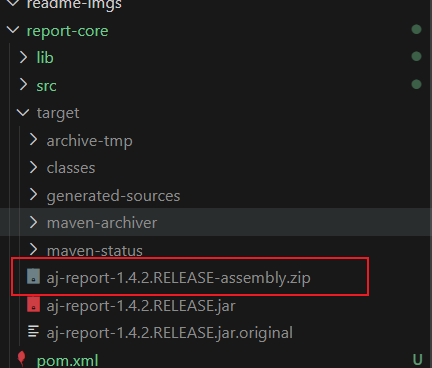 readme-imgs
report-core
lib
src
target
archive-tmp
classes
generated-sources
maven-archiver
maven-status
aj-report-1.4.2.RELEASE-assembly.zip
aj-report-1.4.2.RELEASE.jar
aj-report-1.4.2.RELEASE.jar.original
pom.xml U